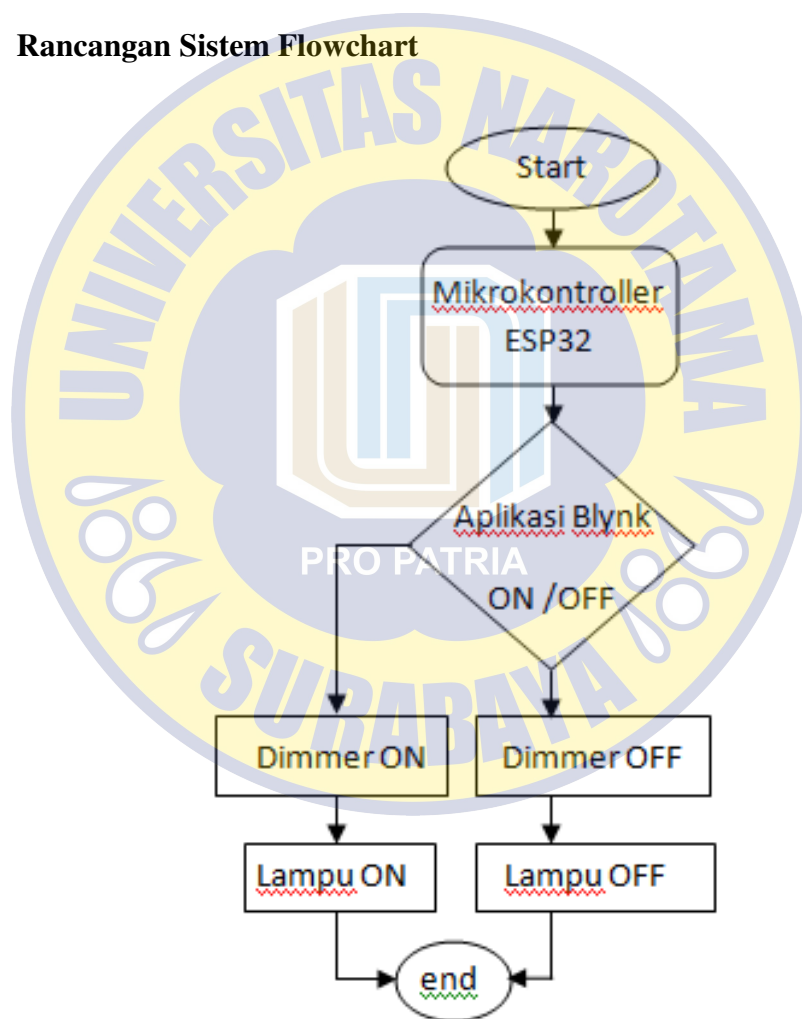 Rancangan Sistem Flowchart
UNIVERSITAS NAROTAMA
PRO PATRIA
SURABAYA
Start
Mikrokontroller
ESP32
Aplikasi Blynk
ON /OFF
Dimmer ON
Dimmer OFF
Lampu ON
Lampu OFF
end